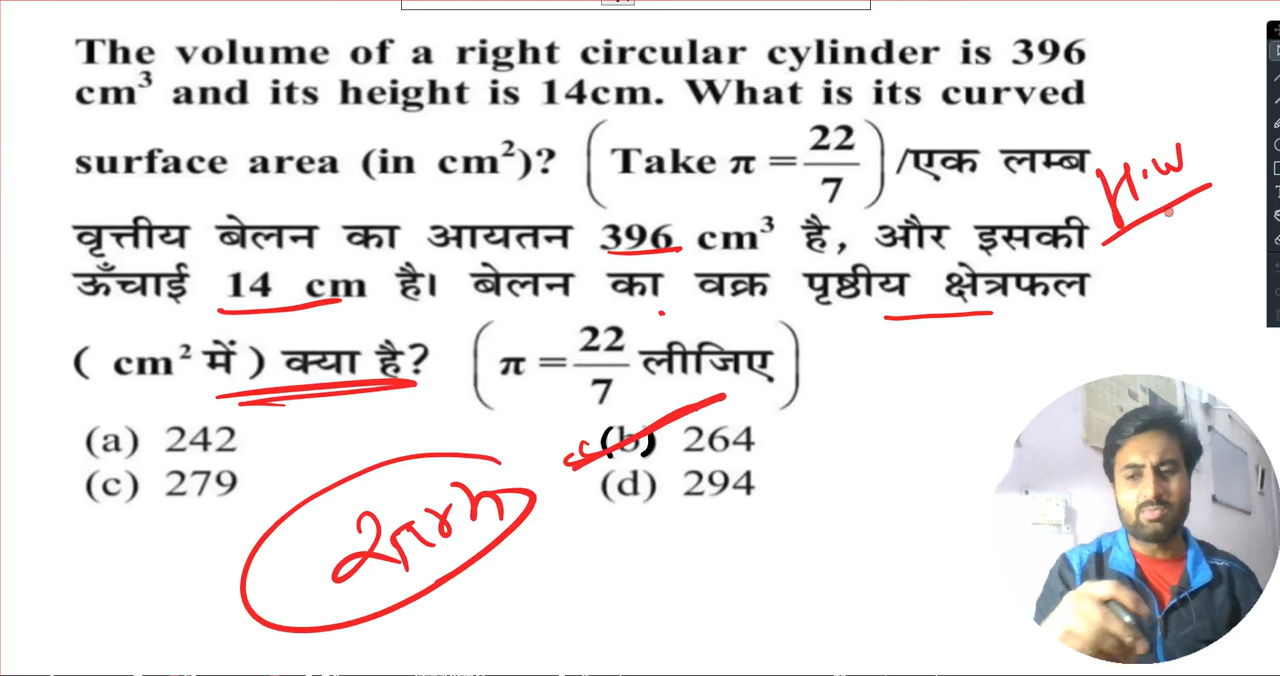 The volume of a right circular cylinder is 396
cm³ and its height is 14cm. What is its curved
surface area (in cm²)? (Take π = 22/7) /एक लम्ब
H.W
वृत्तीय बेलन का आयतन 396 cm³ है, और इसकी
ऊँचाई 14 cm है। बेलन का वक्र पृष्ठीय क्षेत्रफल
( cm² में ) क्या है? (π = 22/7 लीजिए)
(a) 242 (b) 264
(c) 279 (d) 294
2πrh